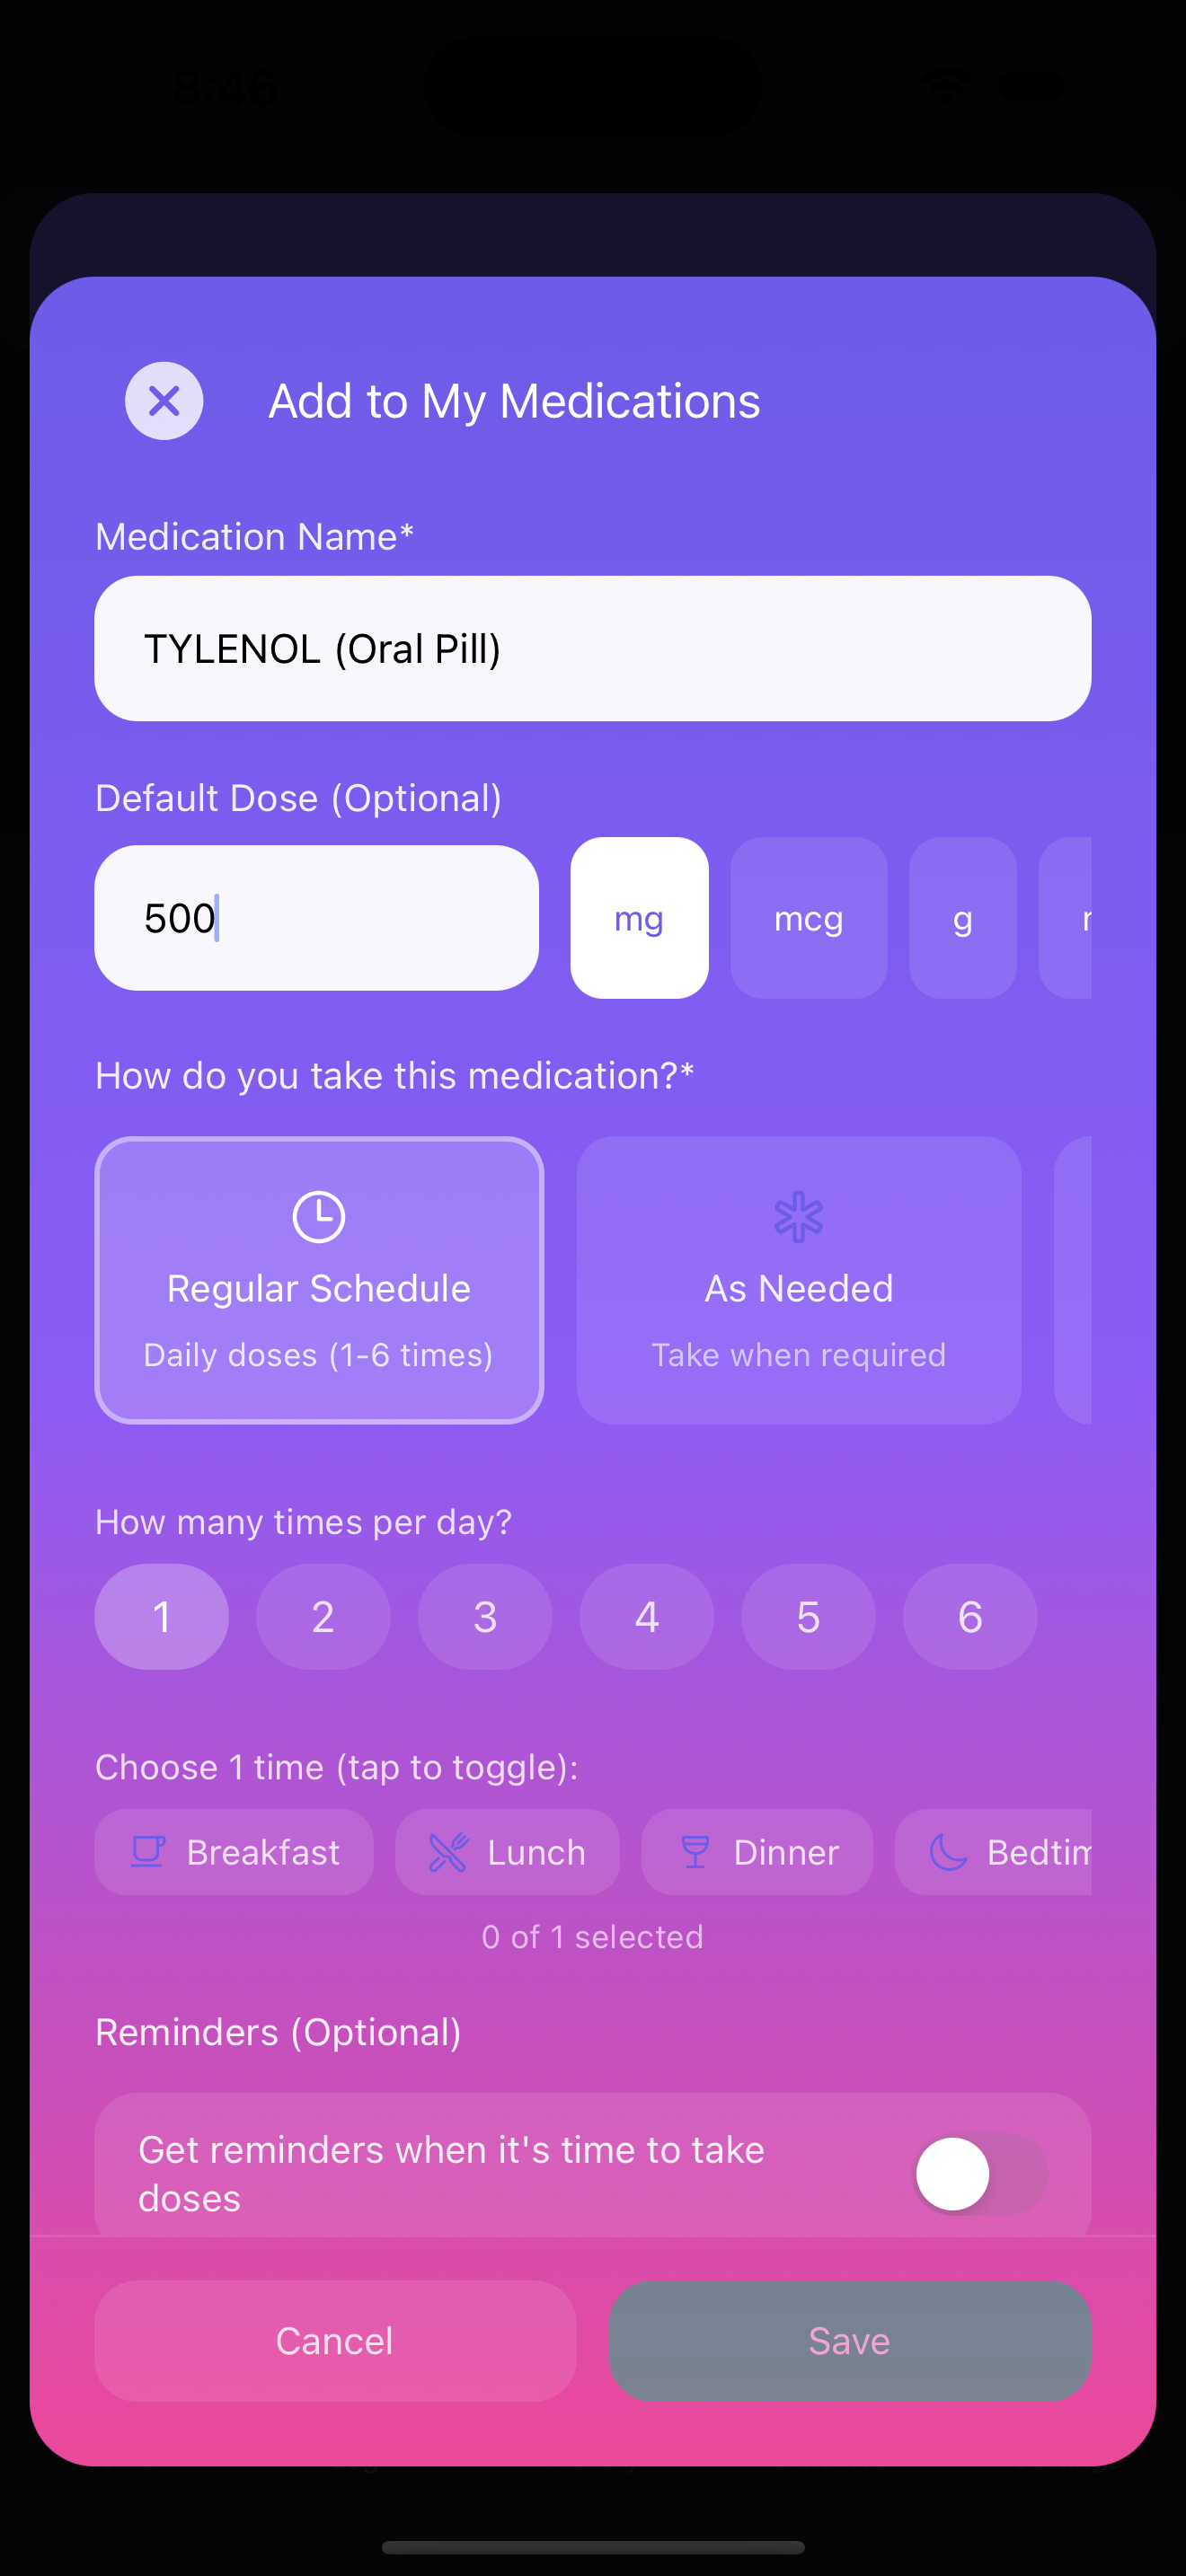 8:46
Add to My Medications
Medication Name*
TYLENOL (Oral Pill)
Default Dose (Optional)
500 mg mcg g
How do you take this medication?*
Regular Schedule As Needed
Daily doses (1-6 times) Take when required
How many times per day?
1 2 3 4 5 6
Choose 1 time (tap to toggle):
Breakfast Lunch Dinner Bedtim
0 of 1 selected
Reminders (Optional)
Get reminders when it's time to take
doses
Cancel Save